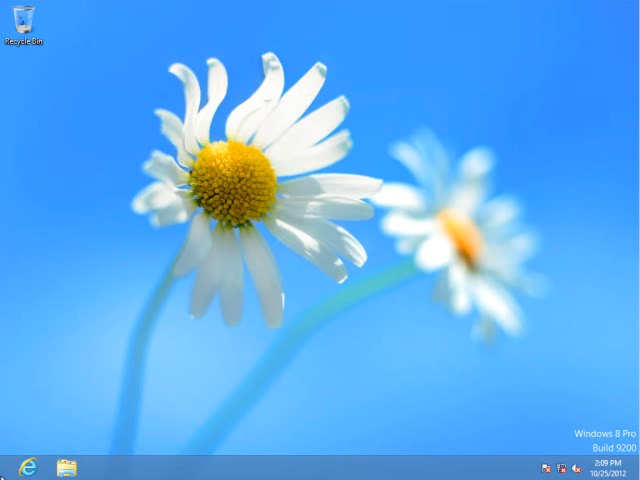 Recycle Bin
Windows 8 Pro
Build 9200
2:09 PM
10/25/2012